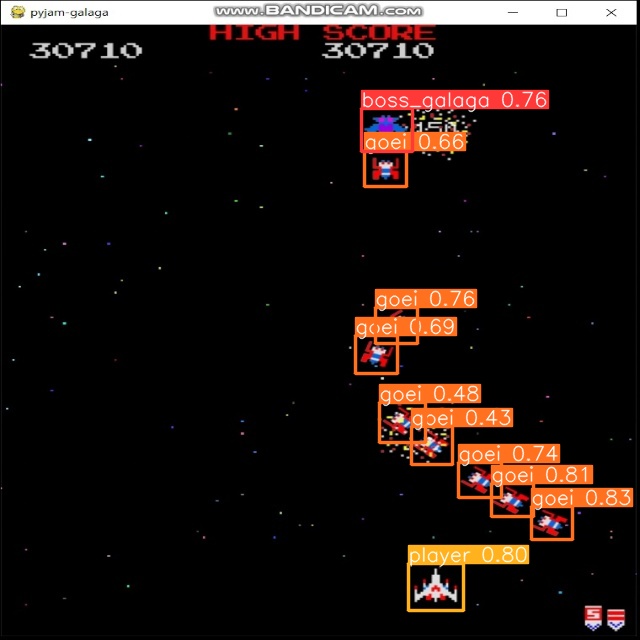 pyjam-galaga
www.BANDICAM.com
HIGH SCORE
30710 30710
boss_galaga 0.76
150
goei 0.66
goei 0.76
goei 0.69
goei 0.48
goei 0.43
goei 0.74
goei 0.81
goei 0.83
player 0.80
5